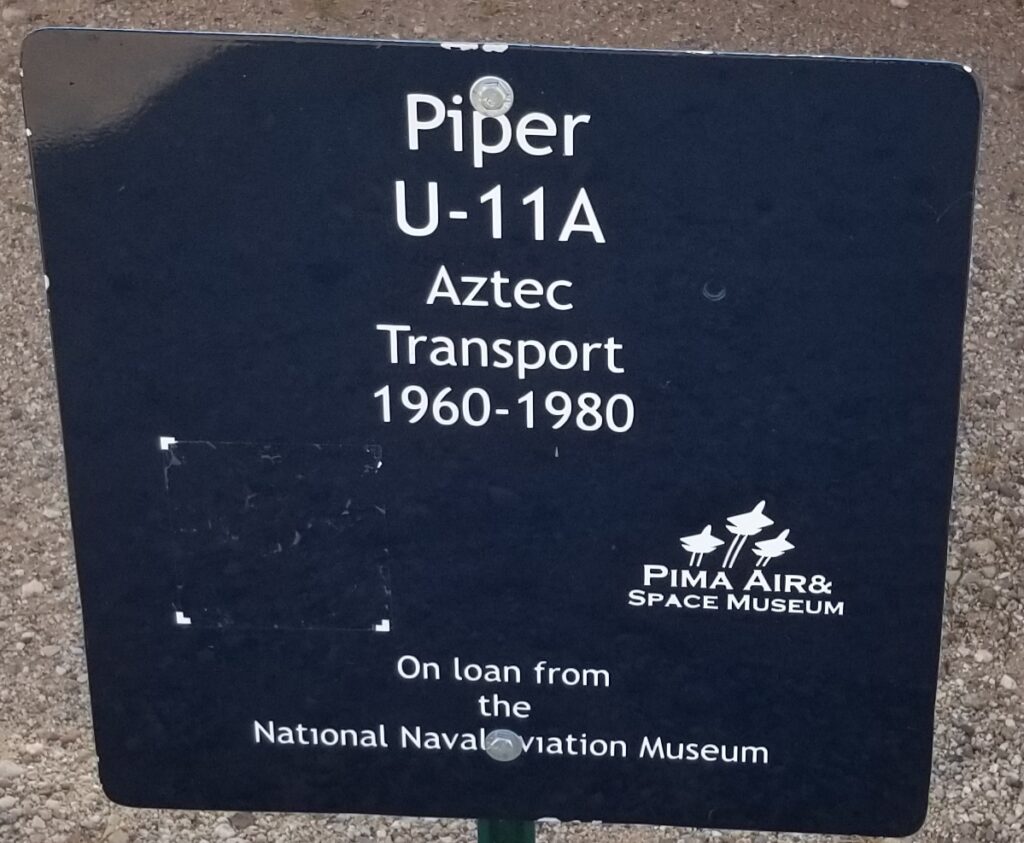 Piper
U-11A
Aztec
Transport
1960-1980
PIMA AIR&
SPACE MUSEUM
On loan from
the
National Naval Aviation Museum